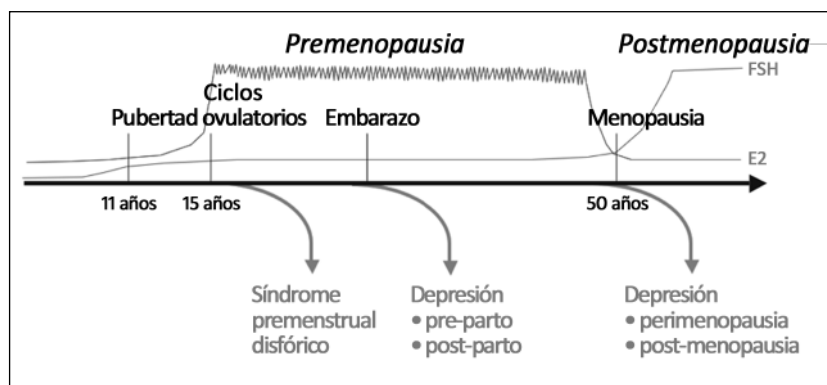 Premenopausia
Postmenopausia
FSH
Ciclos
Pubertad ovulatorios
Embarazo
Menopausia
E2
11 años
15 años
50 años
Síndrome
premenstrual
disfórico
Depresión
• pre-parto
• post-parto
Depresión
• perimenopausia
• post-menopausia